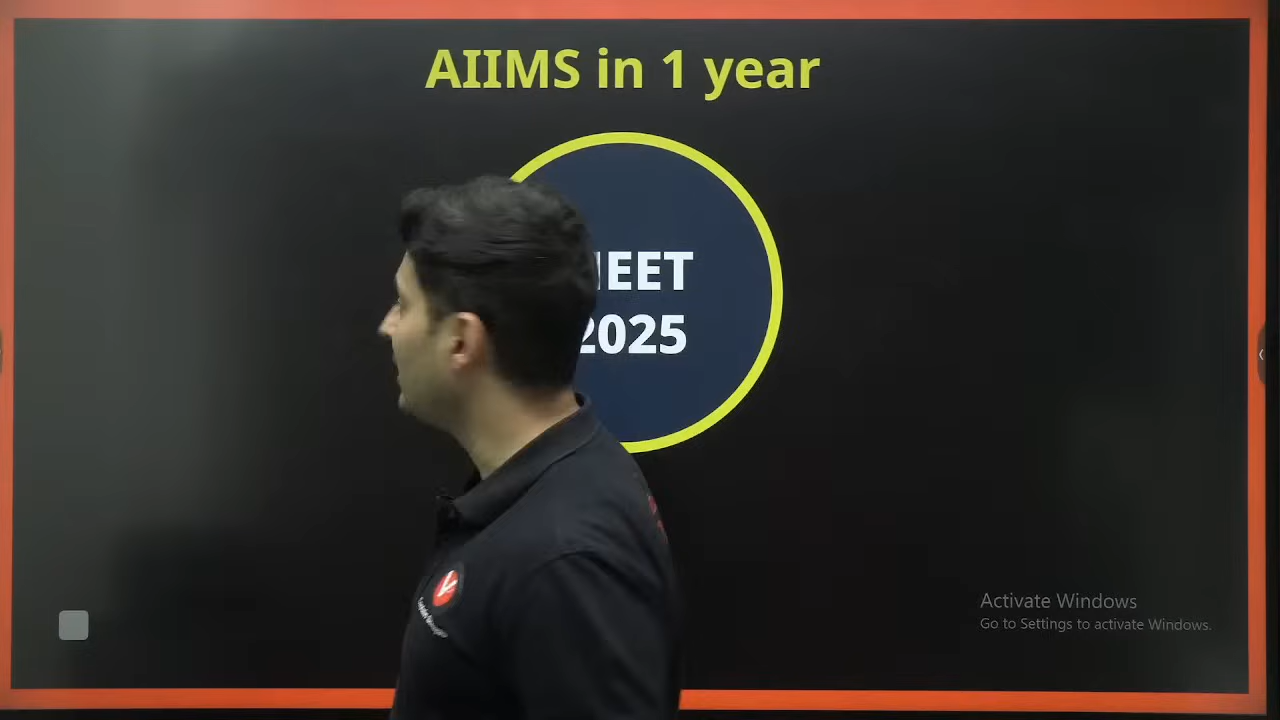 AIIMS in 1 year
EET
2025
Activate Windows
Go to Settings to activate Windows.